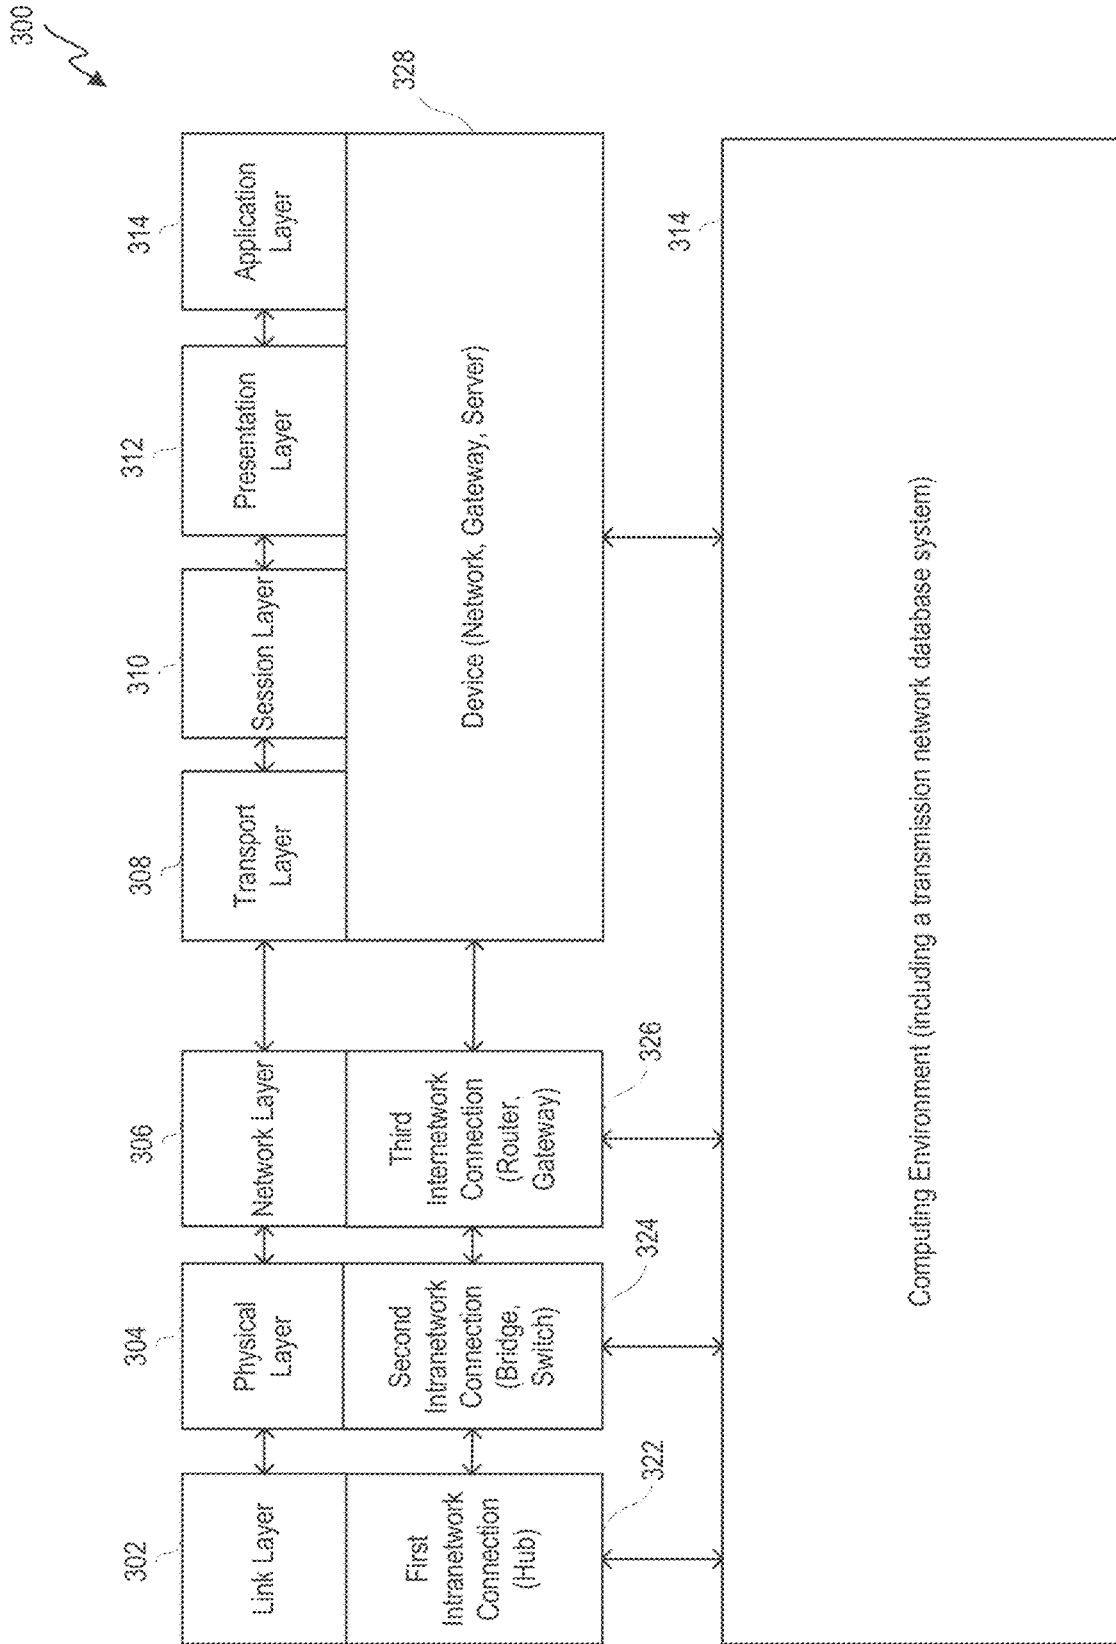 300
302
304
306
308
310
312
314
Link Layer
Physical
Layer
Network Layer
Transport
Layer
Session Layer
Presentation
Layer
Application
Layer
First
Intranetwork
Connection
(Hub)
Second
Intranetwork
Connection
(Bridge,
Switch)
Third
Internetwork
Connection
(Router,
Gateway)
Device (Network, Gateway, Server)
328
322
324
326
314
Computing Environment (including a transmission network database system)